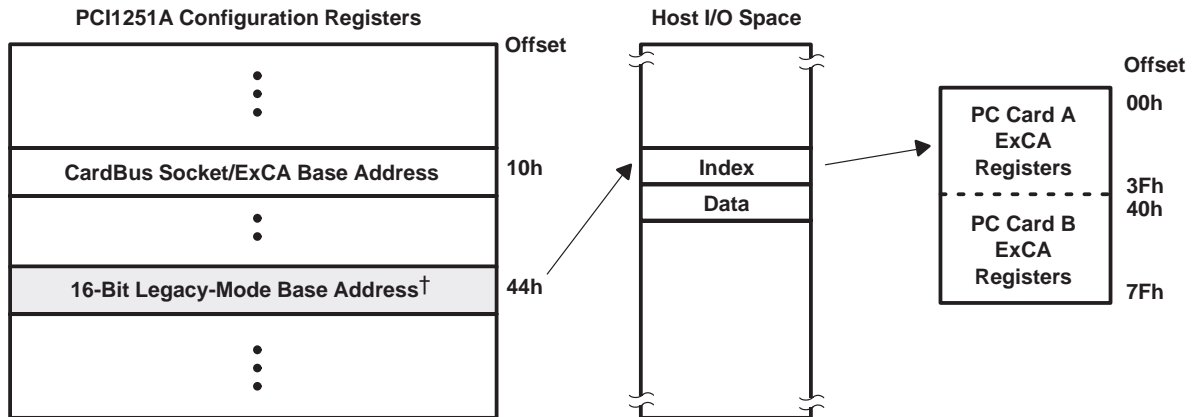 PCI1251A Configuration Registers
Offset
CardBus Socket/ExCA Base Address
10h
16-Bit Legacy-Mode Base Address†
44h
Host I/O Space
Index
Data
Offset
PC Card A
ExCA
Registers
00h
3Fh
40h
PC Card B
ExCA
Registers
7Fh